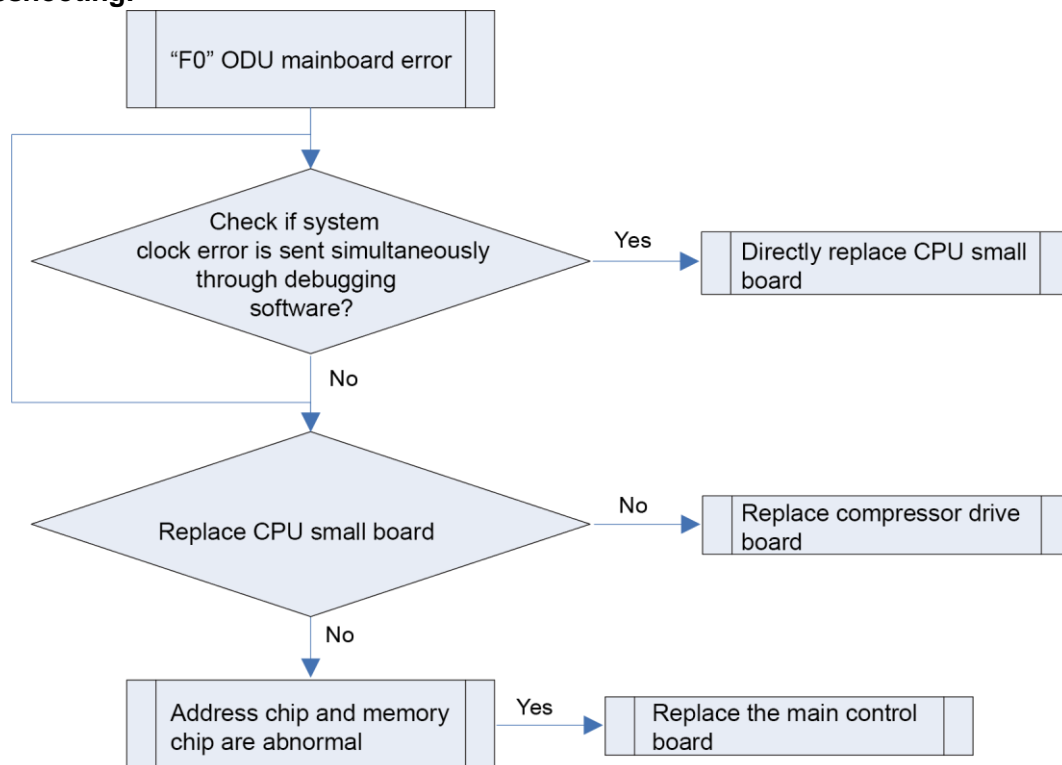 “F0” ODU mainboard error
Check if system
clock error is sent simultaneously
through debugging
software?
Yes
Directly replace CPU small
board
No
Replace CPU small board
No
Replace compressor drive
board
No
Address chip and memory
chip are abnormal
Yes
Replace the main control
board